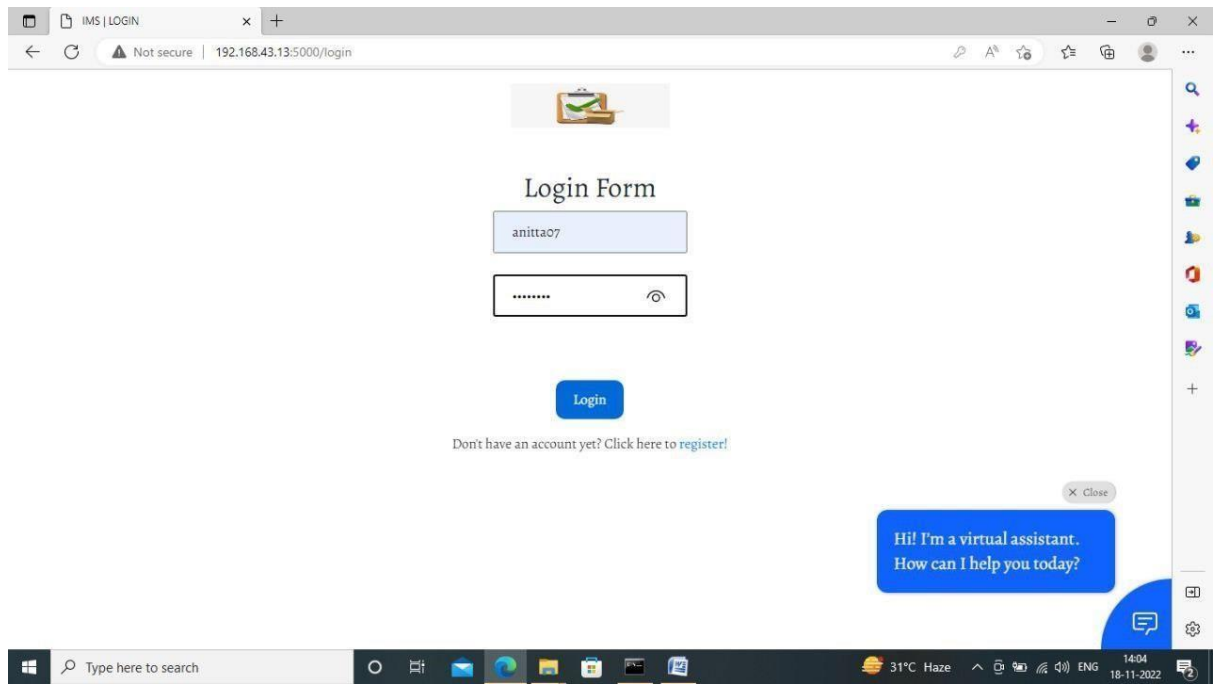 IMS | LOGIN
Not secure | 192.168.43.13:5000/login
Login Form
anitta07
••••••••
Login
Don't have an account yet? Click here to register!
× Close
Hi! I'm a virtual assistant.
How can I help you today?
Type here to search
31°C Haze
ENG
14:04
18-11-2022
2